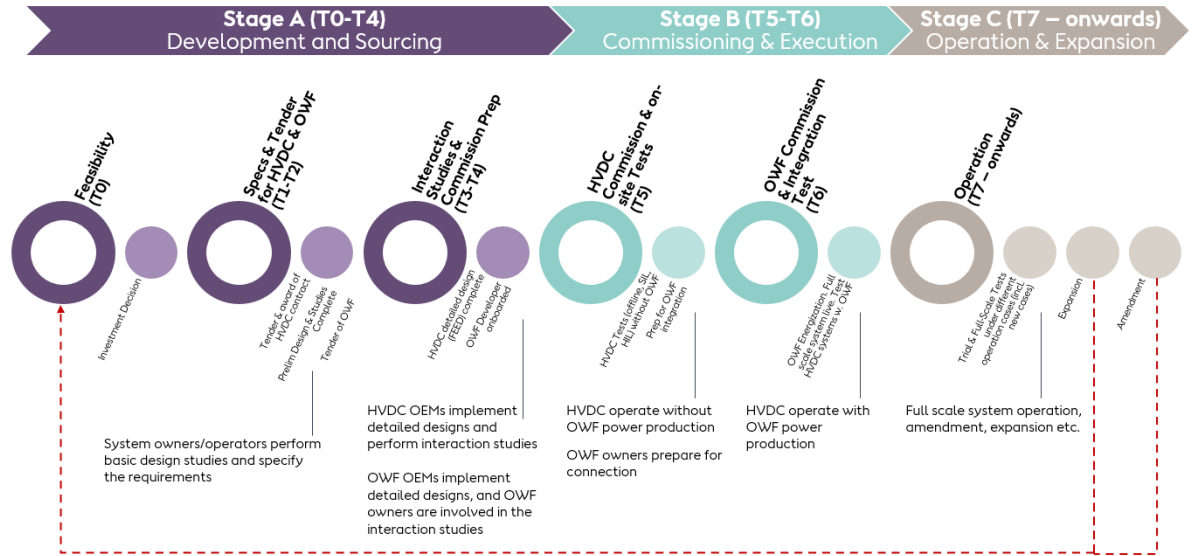 Stage A (T0-T4)
Development and Sourcing
Stage B (T5-T6)
Commissioning & Execution
Stage C (T7 – onwards)
Operation & Expansion
Feasibility
(T0)
Investment Decision
Specs & Tender
for HVDC & OWF
(T1-T2)
Tender & award of
HVDC contract
Prelim Design & Studies
Complete
Tender of OWF
Interaction
Studies &
Commission Prep
(T3-T4)
HVDC detailed design
(FEED) complete
OWF Developer
onboarded
HVDC
Commission & on-
site Tests
(T5)
HVDC Tests (offline, SIL,
HIL) without OWF
Prep for OWF
integration
OWF Commission
& Integration
Test
(T6)
OWF Energization. Full
scale system live. Test
HVDC systems w. OWF
Operation
(T7 – onwards)
Trial & Full-Scale Tests
under different
operation cases (incl.
new cases)
Expansion
Amendment
System owners/operators perform
basic design studies and specify
the requirements
HVDC OEMs implement
detailed designs and
perform interaction studies
OWF OEMs implement
detailed designs, and OWF
owners are involved in the
interaction studies
HVDC operate without
OWF power production
OWF owners prepare for
connection
HVDC operate with
OWF power
production
Full scale system operation,
amendment, expansion etc.